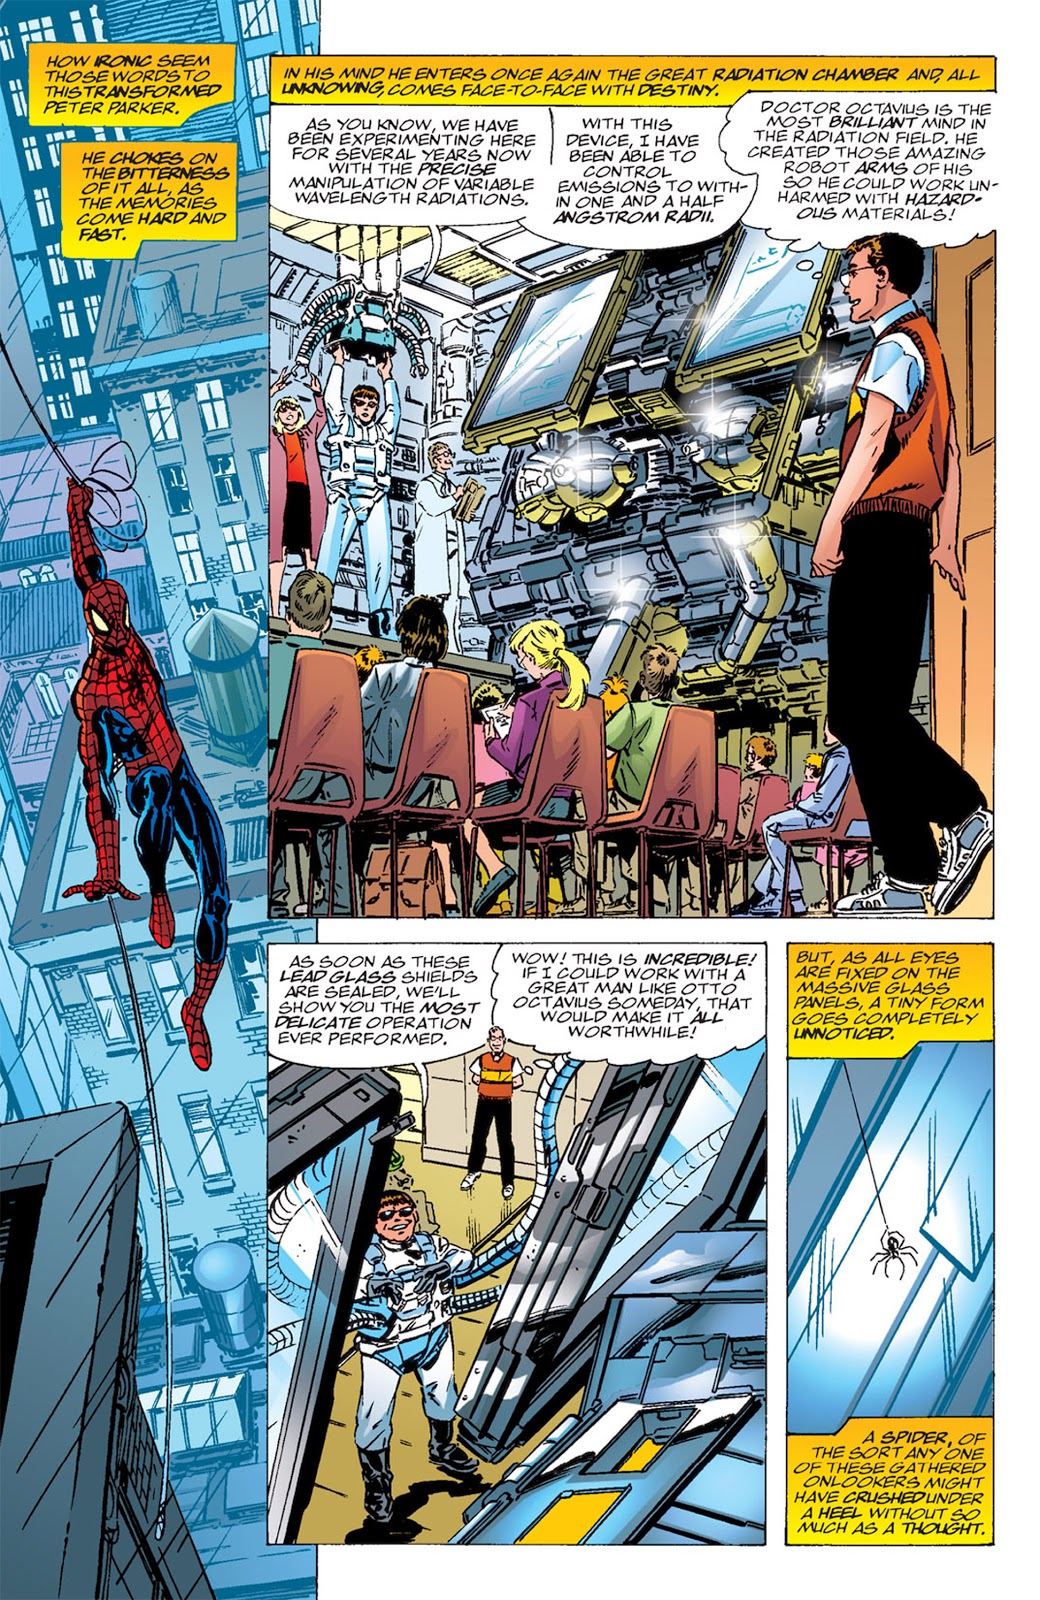 HOW IRONIC SEEM
THOSE WORDS TO
THIS TRANSFORMED
PETER PARKER.
HE CHOKES ON
THE BITTERNESS
OF IT ALL, AS
THE MEMORIES
COME HARD AND
FAST.
IN HIS MIND HE ENTERS ONCE AGAIN THE GREAT RADIATION CHAMBER AND, ALL
UNKNOWING, COMES FACE-TO-FACE WITH DESTINY.
AS YOU KNOW, WE HAVE
BEEN EXPERIMENTING HERE
FOR SEVERAL YEARS NOW
WITH THE PRECISE
MANIPULATION OF VARIABLE
WAVELENGTH RADIATIONS.
WITH THIS
DEVICE, I HAVE
BEEN ABLE TO
CONTROL
EMISSIONS TO WITH-
IN ONE AND A HALF
ANGSTROM RADII.
DOCTOR OCTAVIUS IS THE
MOST BRILLIANT MIND IN
THE RADIATION FIELD. HE
CREATED THOSE AMAZING
ROBOT ARMS OF HIS
SO HE COULD WORK UN-
HARMED WITH HAZARD-
OUS MATERIALS!
AS SOON AS THESE
LEAD GLASS SHIELDS
ARE SEALED, WE'LL
SHOW YOU THE MOST
DELICATE OPERATION
EVER PERFORMED.
WOW! THIS IS INCREDIBLE!
IF I COULD WORK WITH A
GREAT MAN LIKE OTTO
OCTAVIUS SOMEDAY, THAT
WOULD MAKE IT ALL
WORTHWHILE!
BUT, AS ALL EYES
ARE FIXED ON THE
MASSIVE GLASS
PANELS, A TINY FORM
GOES COMPLETELY
UNNOTICED.
A SPIDER, OF
THE SORT ANY ONE
OF THESE GATHERED
ONLOOKERS MIGHT
HAVE CRUSHED UNDER
A HEEL WITHOUT SO
MUCH AS A THOUGHT.